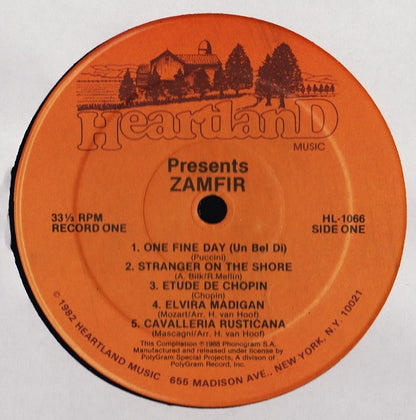 HeartlanD
MUSIC
Presents
ZAMFIR
33⅓ RPM
RECORD ONE
HL-1066
SIDE ONE
1. ONE FINE DAY (Un Bel Di)
(Puccini)
2. STRANGER ON THE SHORE
(A. Bilk/R. Mellin)
3. ETUDE DE CHOPIN
(Chopin)
4. ELVIRA MADIGAN
(Mozart/Arr. H. van Hoof)
5. CAVALLERIA RUSTICANA
(Mascagni/Arr. H. van Hoof)
This Compilation ℗1988 Phonogram S.A.
Manufactured and released under license by
PolyGram Special Projects, A divison of
PolyGram Record, Inc.
© 1982 HEARTLAND MUSIC 655 MADISON AVE., NEW YORK, N.Y. 10021